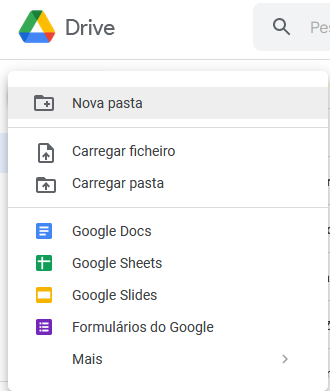 Drive
Pes
Nova pasta
Carregar ficheiro
Carregar pasta
Google Docs
Google Sheets
Google Slides
Formulários do Google
Mais